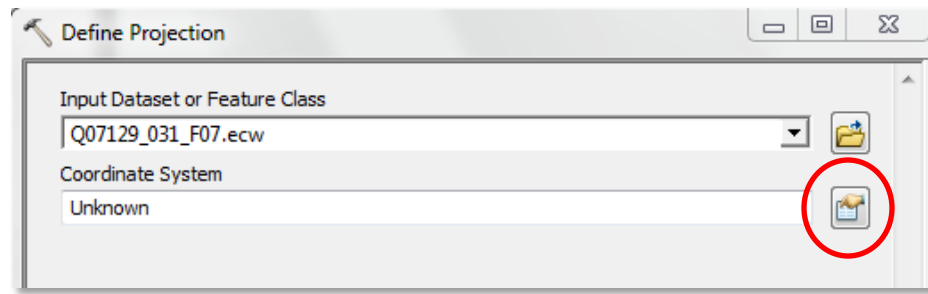 Define Projection
Input Dataset or Feature Class
Q07129_031_F07.ecw
Coordinate System
Unknown